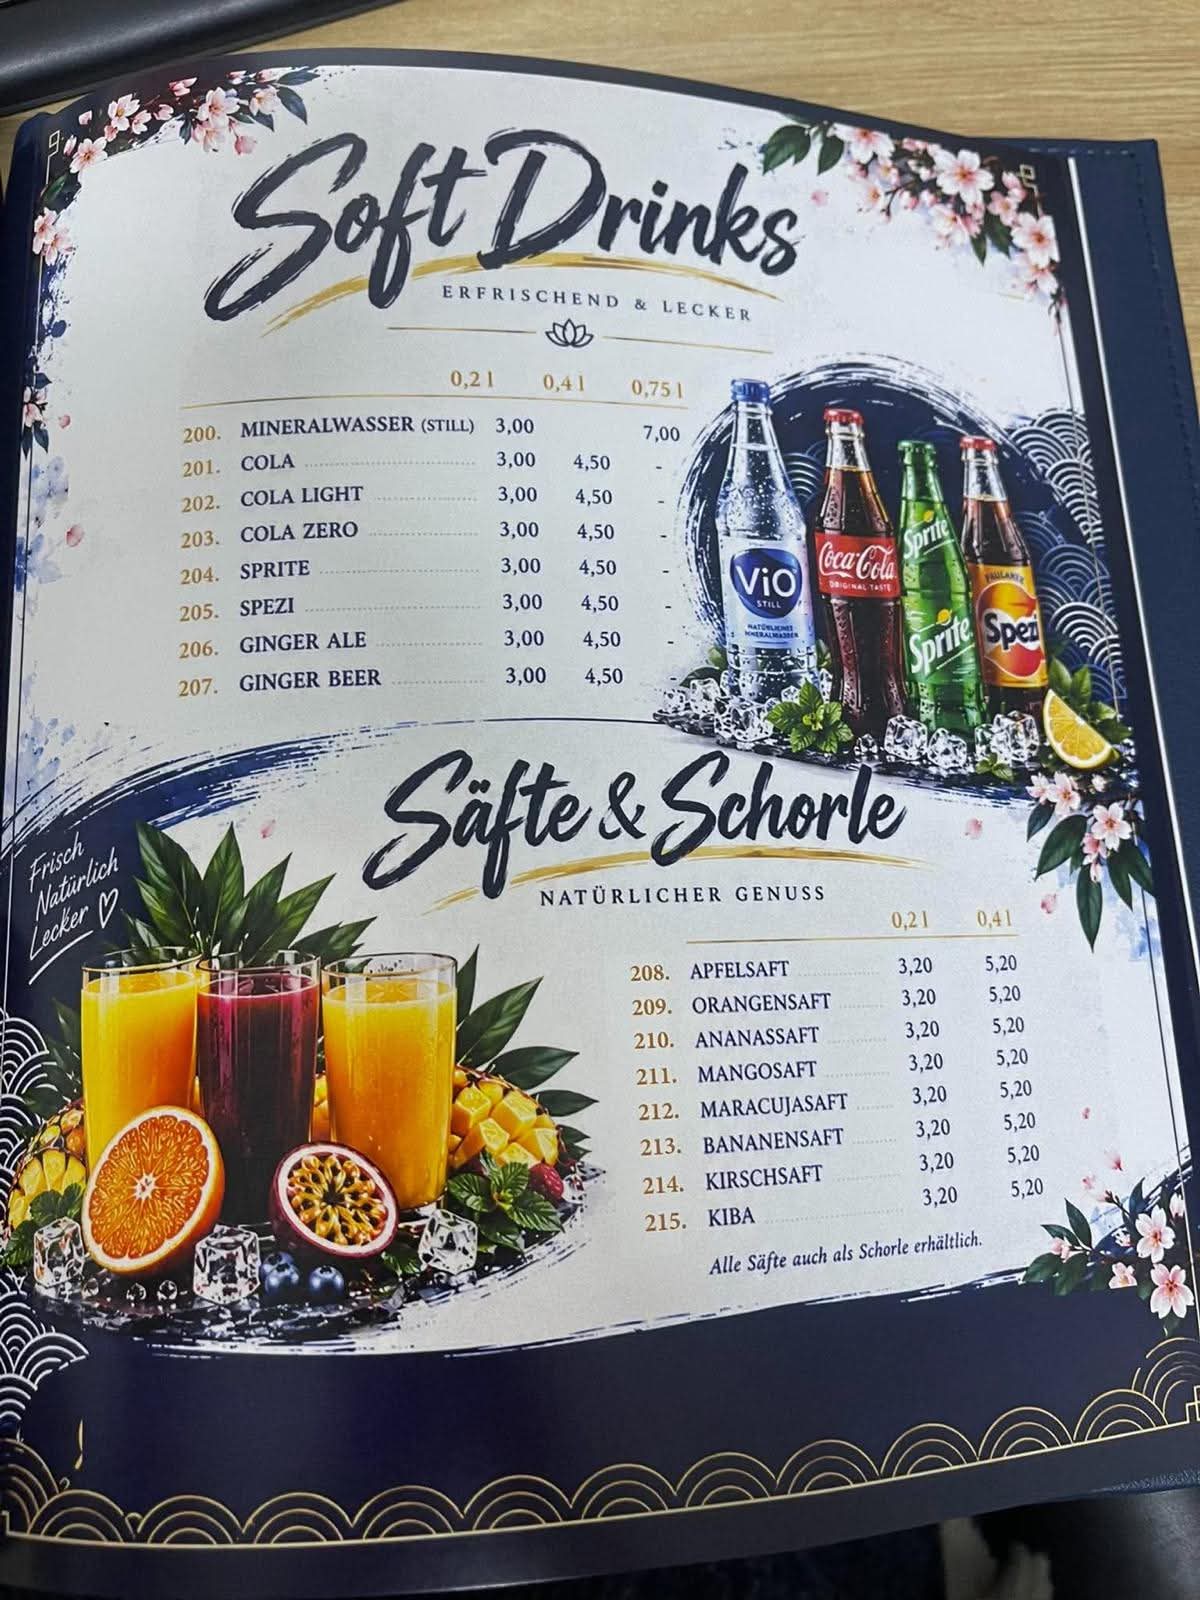 Soft Drinks
ERFRISCHEND & LECKER
0,2 l 0,4 l 0,75 l
200. MINERALWASSER (STILL) 3,00 7,00
201. COLA 3,00 4,50 -
202. COLA LIGHT 3,00 4,50 -
203. COLA ZERO 3,00 4,50 -
204. SPRITE 3,00 4,50 -
205. SPEZI 3,00 4,50 -
206. GINGER ALE 3,00 4,50 -
207. GINGER BEER 3,00 4,50
ViO
STILL
NATÜRLICHES
MINERALWASSER
Coca-Cola
ORIGINAL TASTE
Sprite
Sprite
PAULANER
Spezi
Säfte & Schorle
NATÜRLICHER GENUSS
Frisch
Natürlich
Lecker ♡
0,2 l 0,4 l
208. APFELSAFT 3,20 5,20
209. ORANGENSAFT 3,20 5,20
210. ANANASSAFT 3,20 5,20
211. MANGOSAFT 3,20 5,20
212. MARACUJASAFT 3,20 5,20
213. BANANENSAFT 3,20 5,20
214. KIRSCHSAFT 3,20 5,20
215. KIBA 3,20 5,20
Alle Säfte auch als Schorle erhältlich.